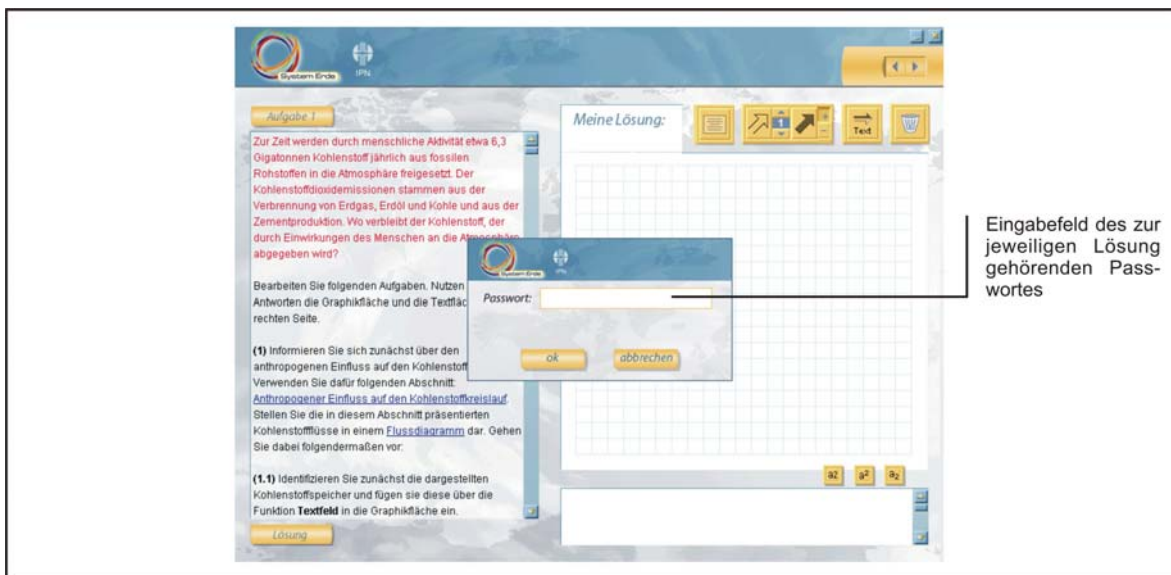 System Erde
IPN
Aufgabe 1
Zur Zeit werden durch menschliche Aktivität etwa 6,3
Gigatonnen Kohlenstoff jährlich aus fossilen
Rohstoffen in die Atmosphäre freigesetzt. Der
Kohlenstoffdioxidemissionen stammen aus der
Verbrennung von Erdgas, Erdöl und Kohle und aus der
Zementproduktion. Wo verbleibt der Kohlenstoff, der
durch Einwirkungen des Menschen an die Atmosphäre
abgegeben wird?
Bearbeiten Sie folgenden Aufgaben. Nutzen
Antworten die Graphikfläche und die Textfläc
rechten Seite.
(1) Informieren Sie sich zunächst über den
anthropogenen Einfluss auf den Kohlenstof
Verwenden Sie dafür folgenden Abschnitt:
Anthropogener Einfluss auf den Kohlenstoffkreislauf.
Stellen Sie die in diesem Abschnitt präsentierten
Kohlenstoffflüsse in einem Flussdiagramm dar. Gehen
Sie dabei folgendermaßen vor:
(1.1) Identifizieren Sie zunächst die dargestellten
Kohlenstoffspeicher und fügen sie diese über die
Funktion Textfeld in die Graphikfläche ein.
Lösung
Meine Lösung:
1
Text
System Erde
IPN
Passwort:
ok abbrechen
a2 a² a₂
Eingabefeld des zur
jeweiligen Lösung
gehörenden Pass-
wortes